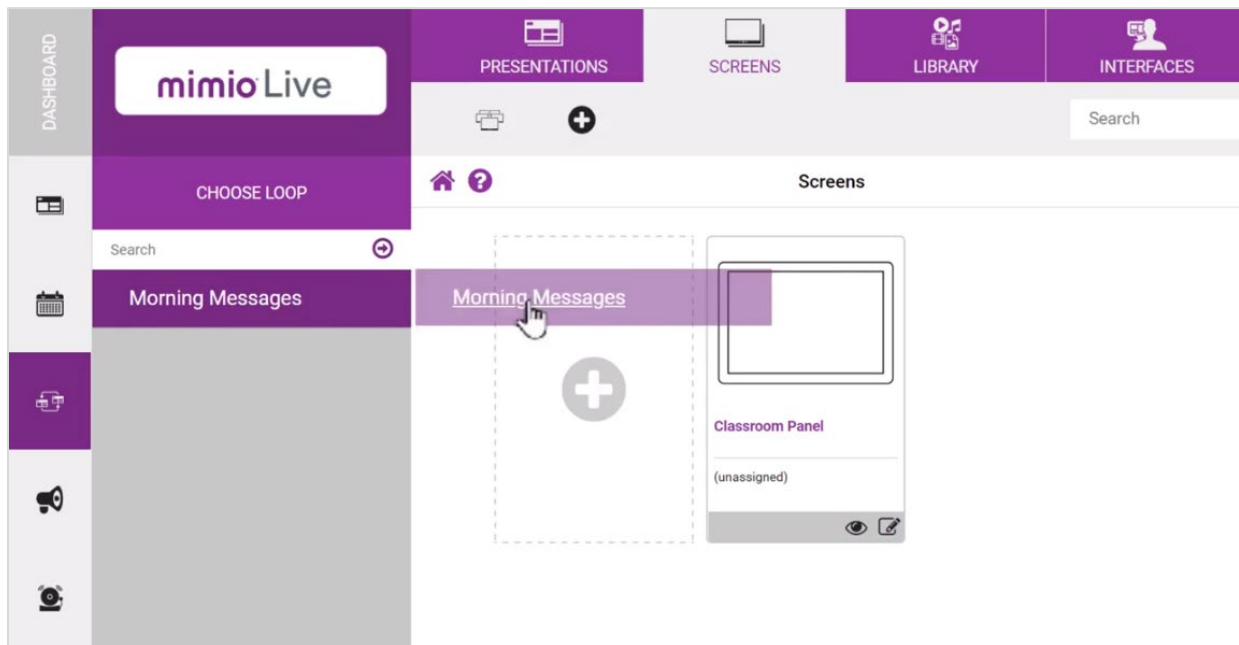 DASHBOARD
mimio Live
PRESENTATIONS
SCREENS
LIBRARY
INTERFACES
Search
CHOOSE LOOP
Screens
Search
Morning Messages
Morning Messages
Classroom Panel
(unassigned)